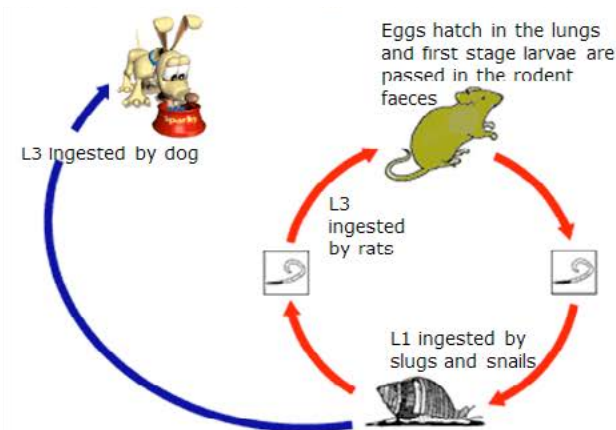 Eggs hatch in the lungs
and first stage larvae are
passed in the rodent
faeces
Sparky
L3 ingested by dog
L3
ingested
by rats
L1 ingested by
slugs and snails